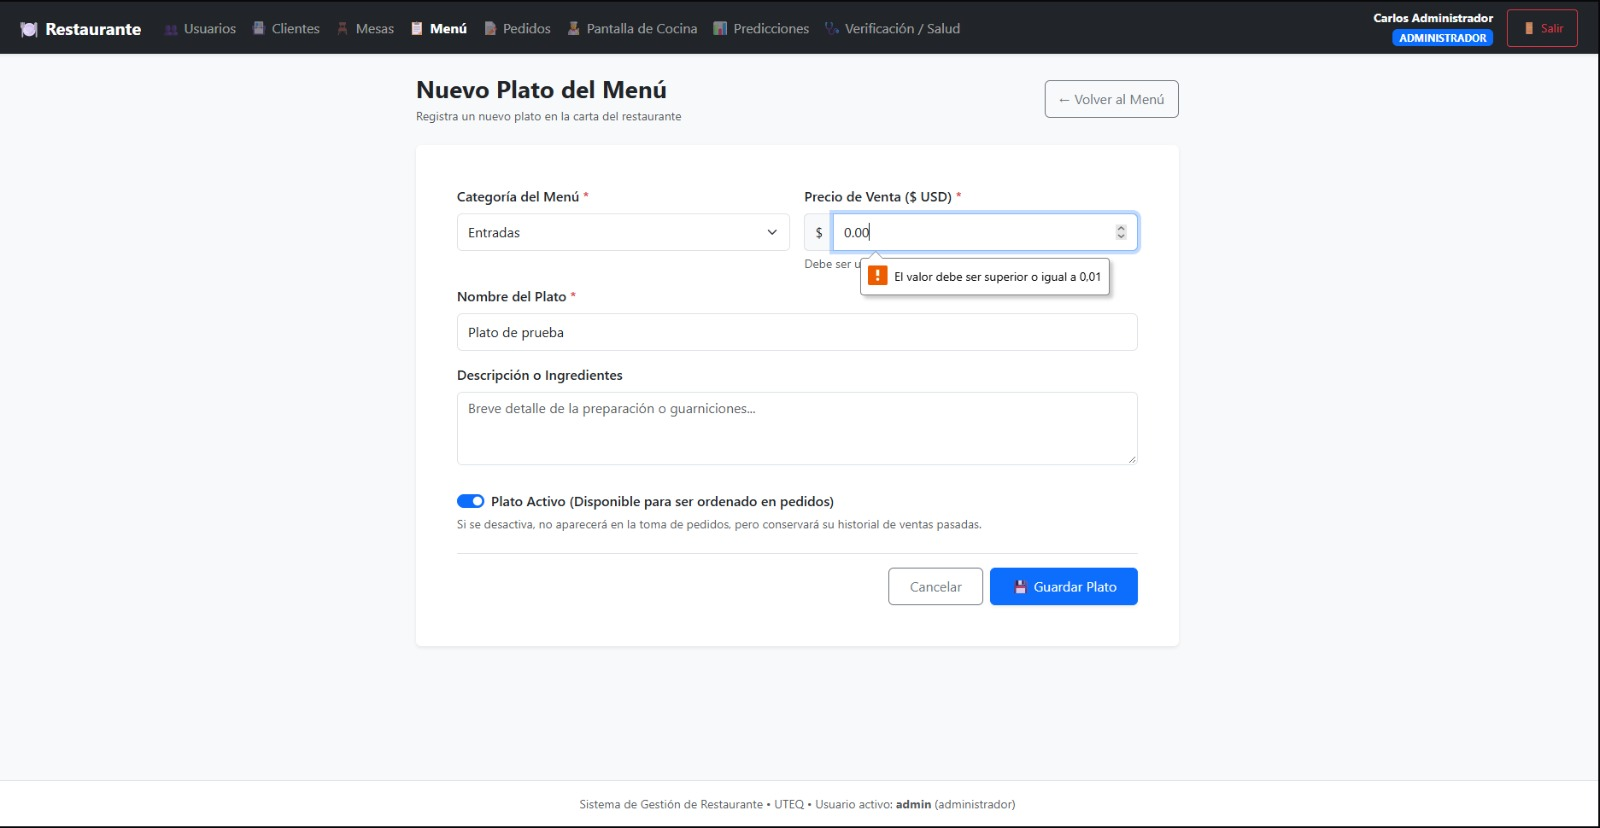 Restaurante Usuarios Clientes Mesas Menú Pedidos Pantalla de Cocina Predicciones Verificación / Salud Carlos Administrador
ADMINISTRADOR
Salir
Nuevo Plato del Menú
Registra un nuevo plato en la carta del restaurante
← Volver al Menú
Categoría del Menú * Precio de Venta ($ USD) *
Entradas $ 0.00
Debe ser u
El valor debe ser superior o igual a 0,01
Nombre del Plato *
Plato de prueba
Descripción o Ingredientes
Breve detalle de la preparación o guarniciones...
Plato Activo (Disponible para ser ordenado en pedidos)
Si se desactiva, no aparecerá en la toma de pedidos, pero conservará su historial de ventas pasadas.
Cancelar Guardar Plato
Sistema de Gestión de Restaurante • UTEQ • Usuario activo: admin (administrador)